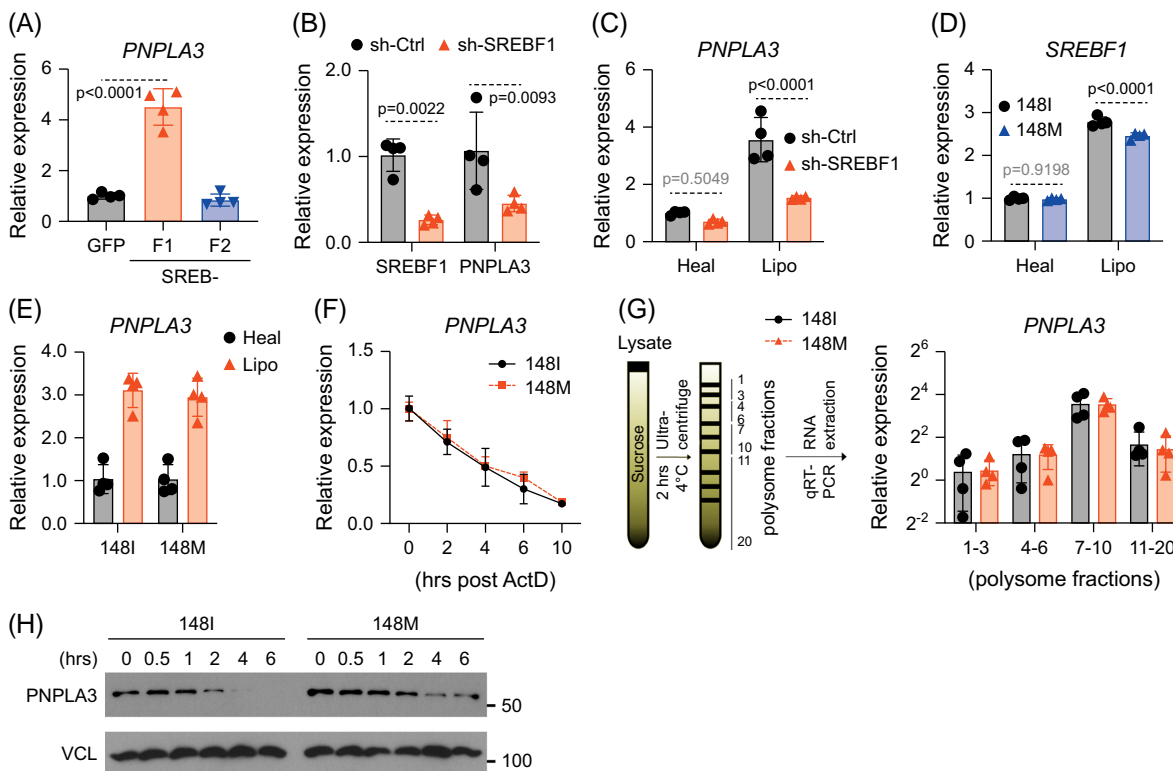 (A)
PNPLA3
Relative expression
6
4
2
0
p<0.0001
GFP F1 F2
SREB-
(B)
sh-Ctrl sh-SREBF1
Relative expression
2.0
1.0
0.0
p=0.0022
p=0.0093
SREBF1 PNPLA3
(C)
PNPLA3
Relative expression
6
4
2
0
p<0.0001
p=0.5049
sh-Ctrl
sh-SREBF1
Heal Lipo
(D)
SREBF1
Relative expression
4
3
2
1
0
148I
148M
p<0.0001
p=0.9198
Heal Lipo
(E)
PNPLA3
Relative expression
4.0
3.0
2.0
1.0
0.0
Heal
Lipo
148I 148M
(F)
PNPLA3
Relative expression
1.5
1.0
0.5
0.0
148I
148M
0 2 4 6 10
(hrs post ActD)
(G)
148I
148M
Lysate
Sucrose
Ultra-
centrifuge
2 hrs
4°C
1
3
4
6
7
10
11
20
polysome fractions
RNA
extraction
qRT-
PCR
PNPLA3
Relative expression
2^6
2^4
2^2
2^0
2^-2
1-3 4-6 7-10 11-20
(polysome fractions)
(H)
148I 148M
(hrs) 0 0.5 1 2 4 6 0 0.5 1 2 4 6
PNPLA3
50
VCL
100